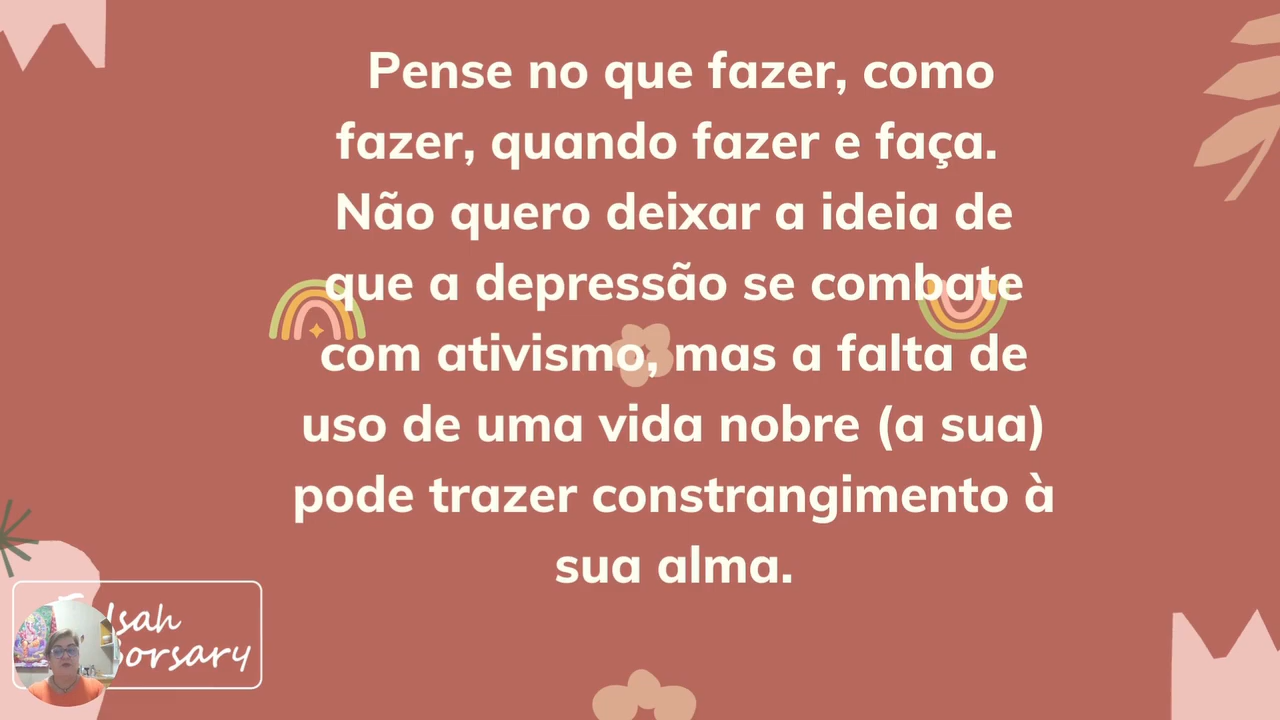 Pense no que fazer, como
fazer, quando fazer e faça.
Não quero deixar a ideia de
que a depressão se combate
com ativismo, mas a falta de
uso de uma vida nobre (a sua)
pode trazer constrangimento à
sua alma.